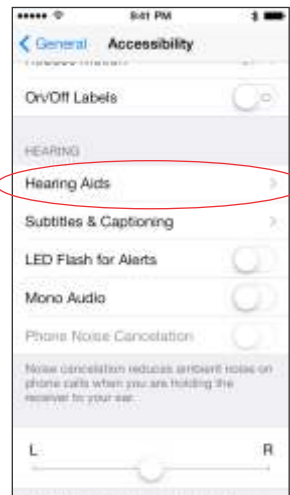 9:41 PM
General Accessibility
On/Off Labels
HEARING
Hearing Aids
Subtitles & Captioning
LED Flash for Alerts
Mono Audio
Phone Noise Cancelation
Noise cancelation reduces ambient noise on
phone calls when you are holding the
receiver to your ear.
L R